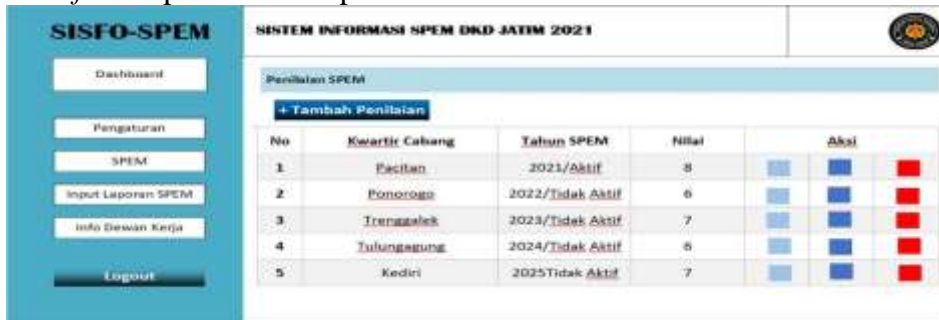 SISFO-SPEM
SISTEM INFORMASI SPEM DKD JATIM 2021
Dashboard
Pengaturan
SPEM
Input Laporan SPEM
Info Dewan Kerja
Logout
Penilaian SPEM
+ Tambah Penilaian
No Kwartir Cabang Tahun SPEM Nilai Aksi
1 Pacitan 2021/Aktif 8
2 Ponorogo 2022/Tidak Aktif 6
3 Trenggalek 2023/Tidak Aktif 7
4 Tulungagung 2024/Tidak Aktif 6
5 Kediri 2025Tidak Aktif 7